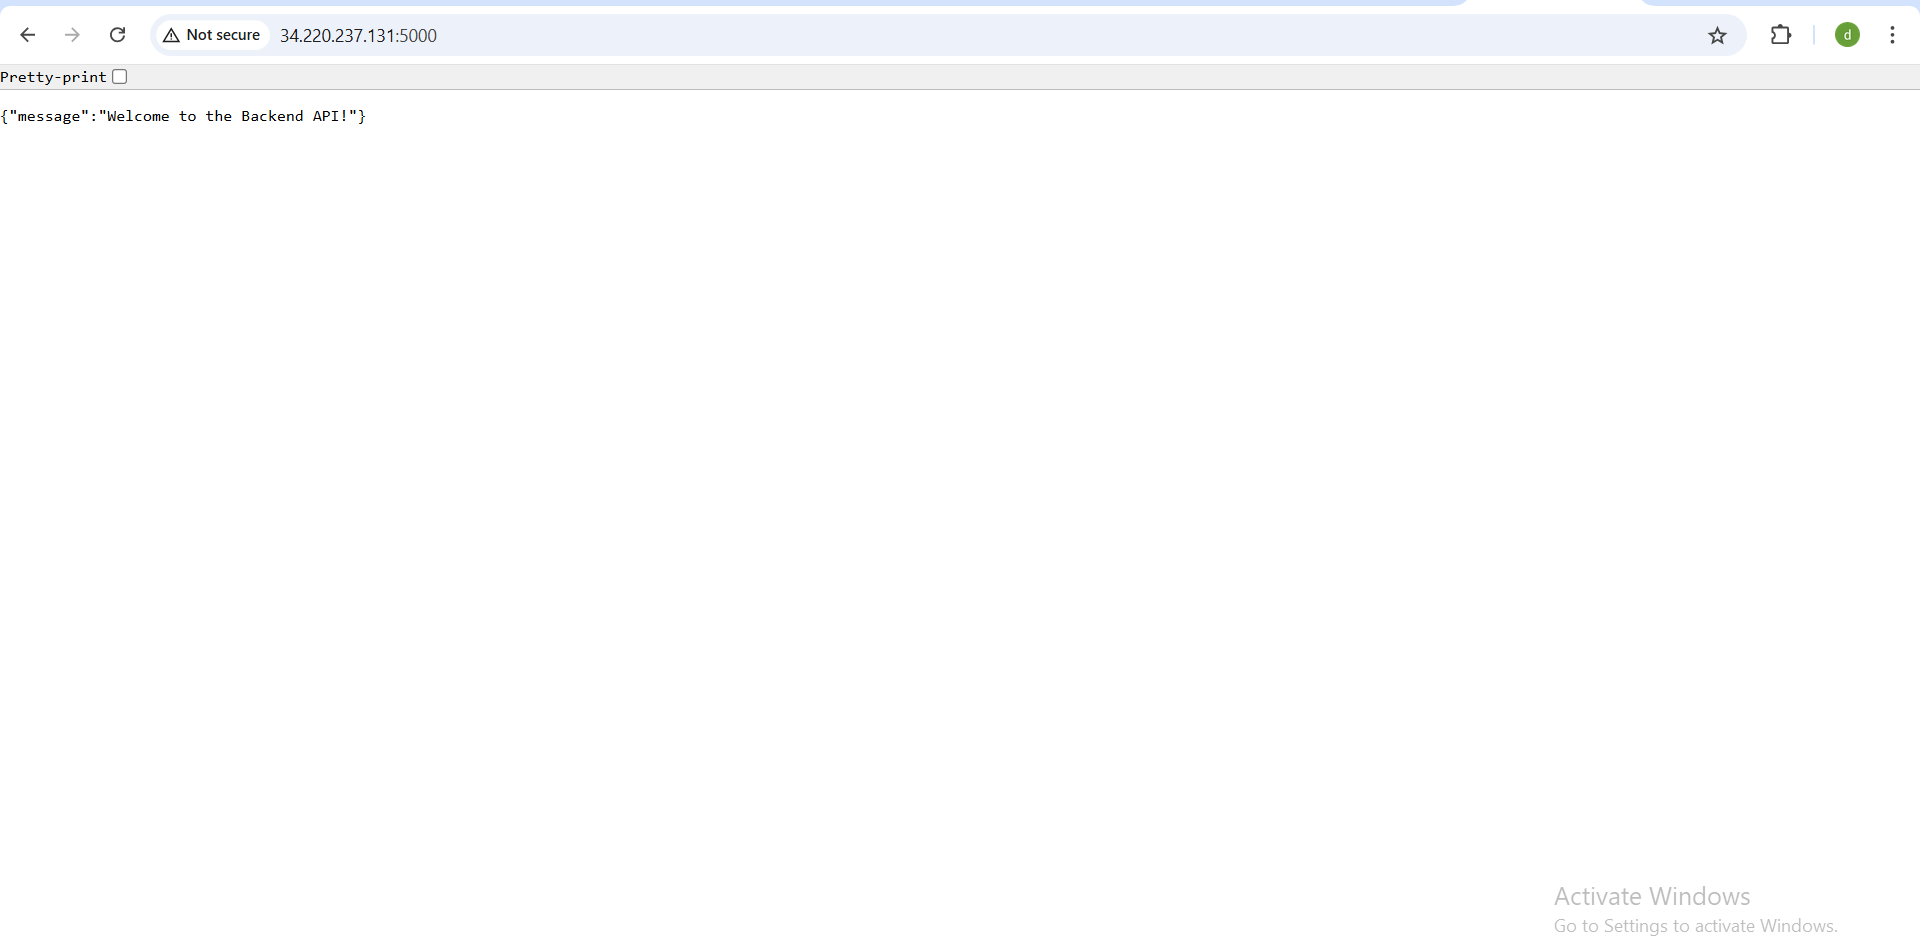 Not secure 34.220.237.131:5000
d
Pretty-print
{"message":"Welcome to the Backend API!"}
Activate Windows
Go to Settings to activate Windows.